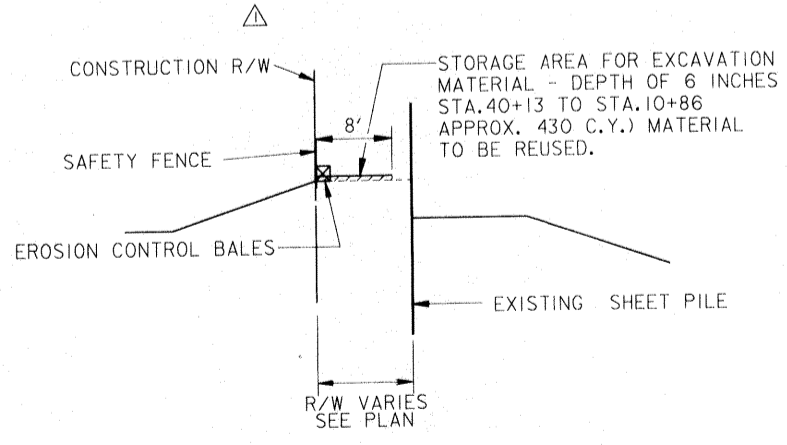 1
CONSTRUCTION R/W
STORAGE AREA FOR EXCAVATION
MATERIAL - DEPTH OF 6 INCHES
STA.40+13 TO STA.10+86
APPROX. 430 C.Y.) MATERIAL
TO BE REUSED.
8'
SAFETY FENCE
EROSION CONTROL BALES
EXISTING SHEET PILE
R/W VARIES
SEE PLAN